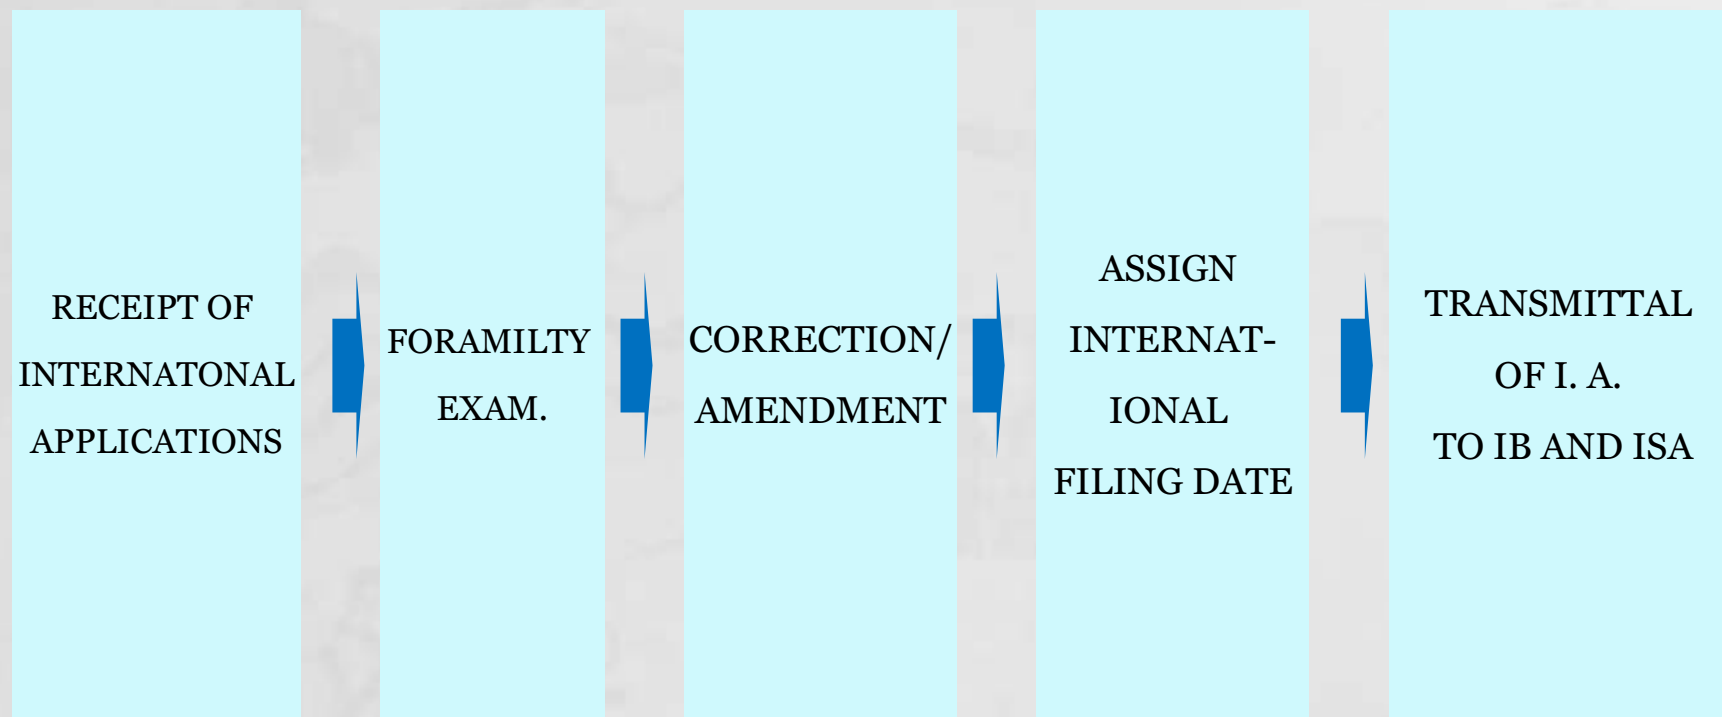 RECEIPT OF
INTERNATONAL
APPLICATIONS
FORAMILTY
EXAM.
CORRECTION/
AMENDMENT
ASSIGN
INTERNAT-
IONAL
FILING DATE
TRANSMITTAL
OF I. A.
TO IB AND ISA